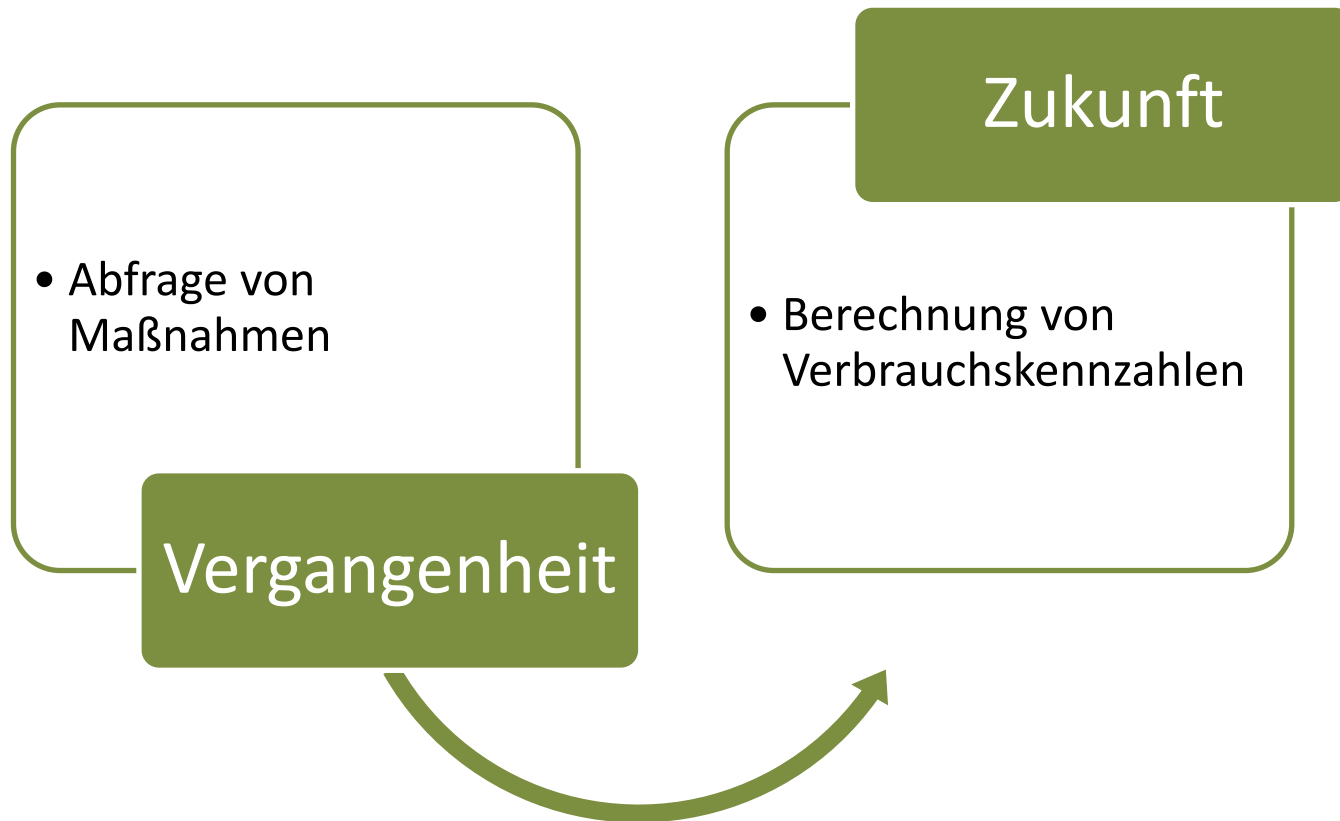 • Abfrage von
Maßnahmen
Vergangenheit
Zukunft
• Berechnung von
Verbrauchskennzahlen